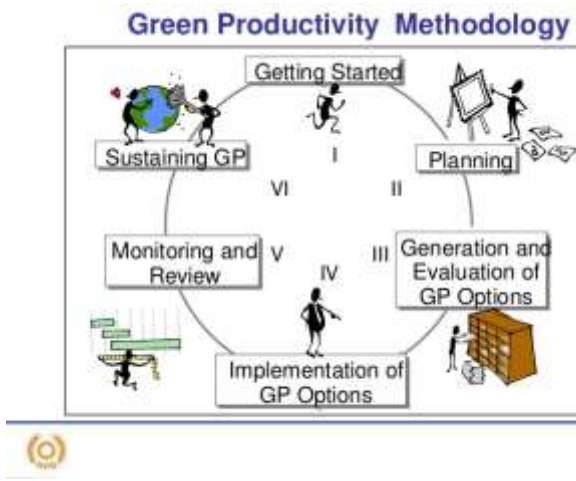 Green Productivity Methodology
Getting Started
Sustaining GP
I
Planning
VI
II
Monitoring and
Review
V
III
Generation and
Evaluation of
GP Options
IV
Implementation of
GP Options